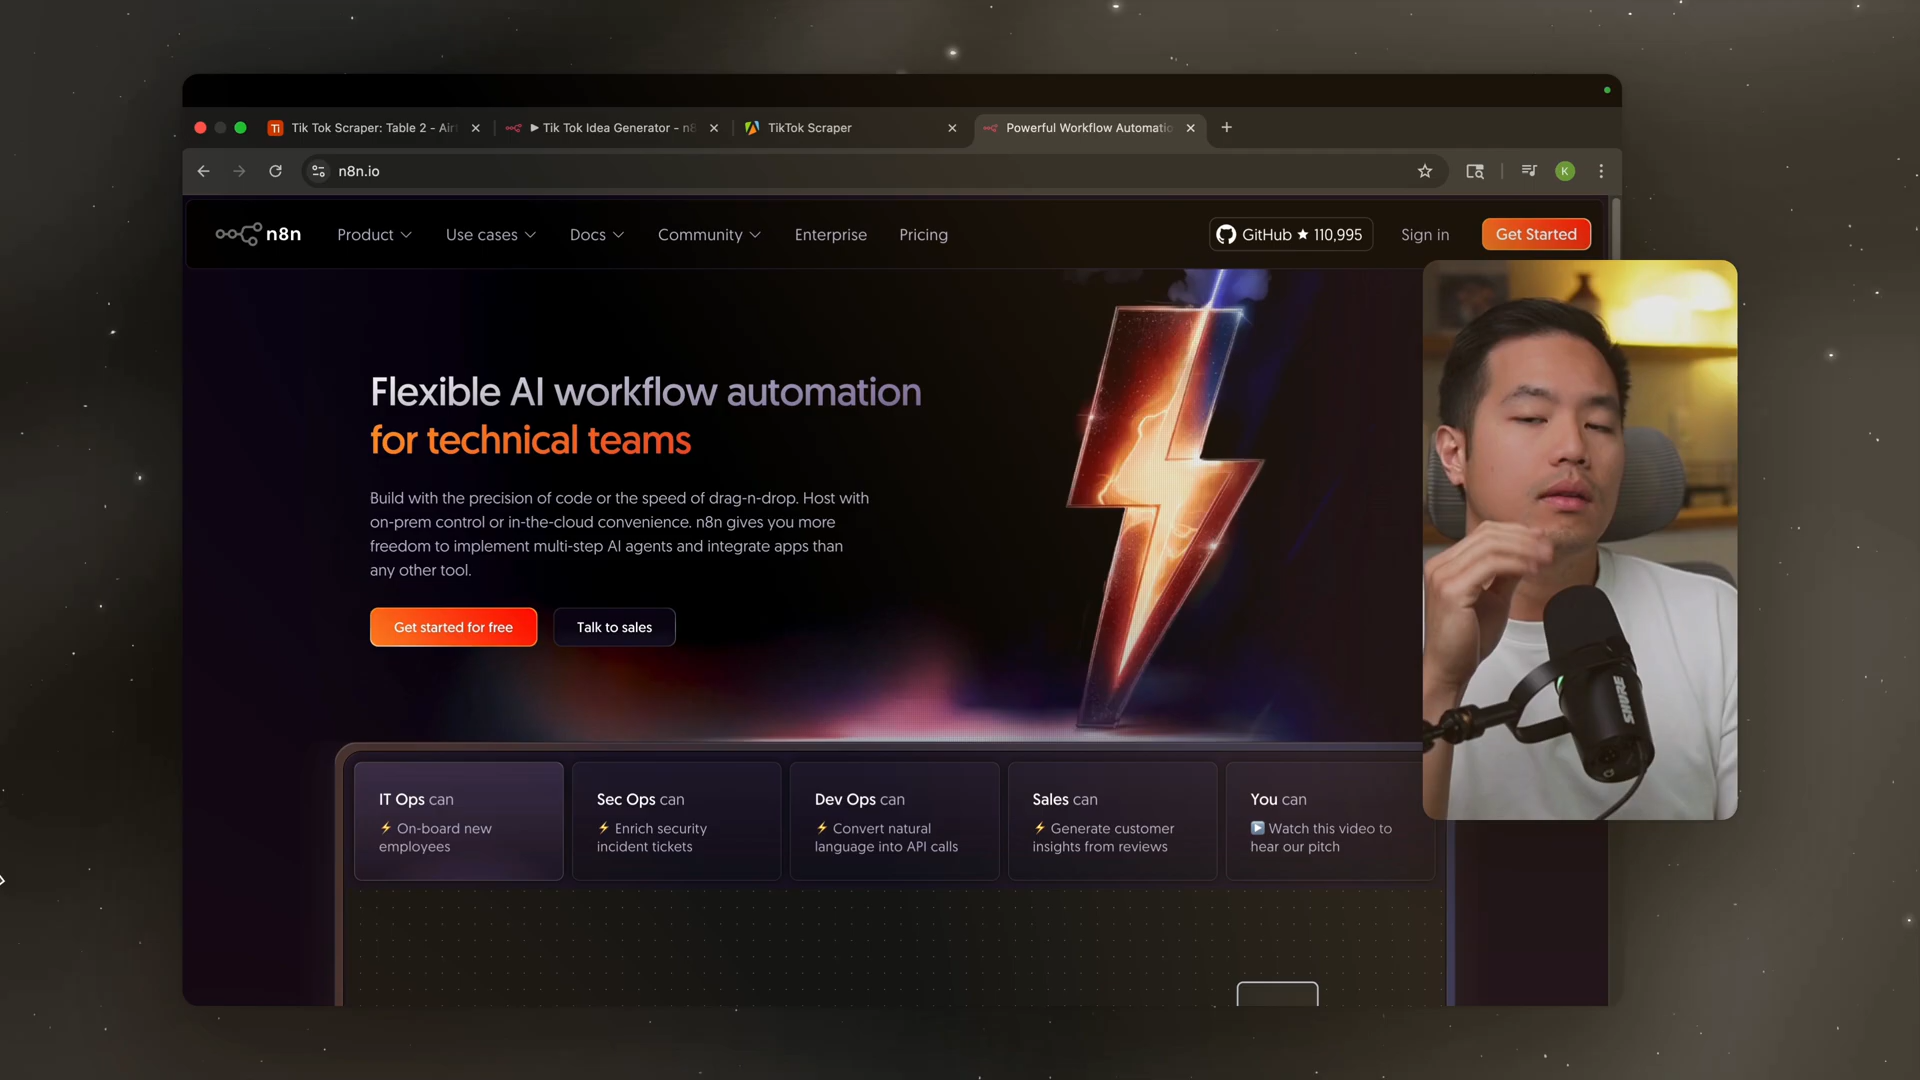 Tik Tok Scraper: Table 2 - Air
Tik Tok Idea Generator - n8
TikTok Scraper
Powerful Workflow Automatio
n8n.io
K
n8n
Product
Use cases
Docs
Community
Enterprise
Pricing
GitHub ★ 110,995
Sign in
Get Started
Flexible AI workflow automation
for technical teams
Build with the precision of code or the speed of drag-n-drop. Host with
on-prem control or in-the-cloud convenience. n8n gives you more
freedom to implement multi-step AI agents and integrate apps than
any other tool.
Get started for free
Talk to sales
IT Ops can
⚡ On-board new
employees
Sec Ops can
⚡ Enrich security
incident tickets
Dev Ops can
⚡ Convert natural
language into API calls
Sales can
⚡ Generate customer
insights from reviews
You can
▶ Watch this video to
hear our pitch
SHURE